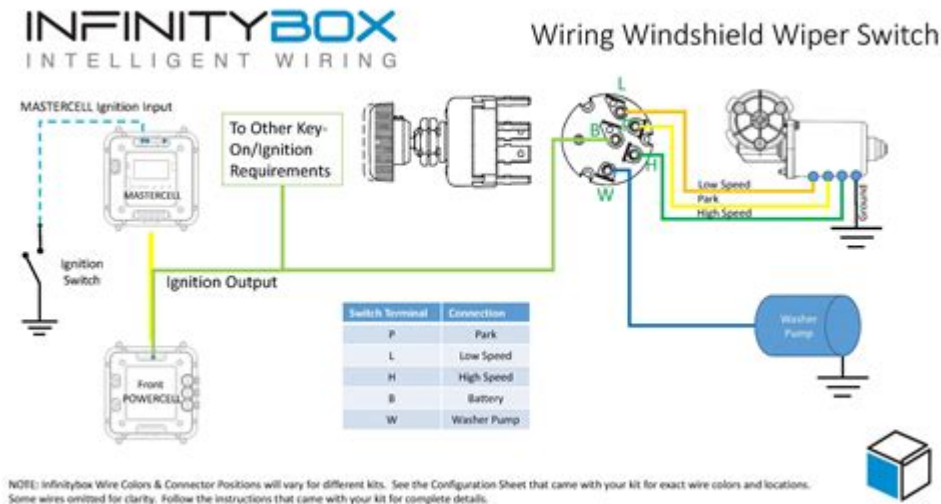 INFINITYBOX
INTELLIGENT WIRING
Wiring Windshield Wiper Switch
MASTERCELL Ignition Input
To Other Key-
On/Ignition
Requirements
MASTERCELL
L
P
B
H
W
Low Speed
Park
High Speed
Ground
Ignition
Switch
Ignition Output
Switch Terminal Connection
P Park
L Low Speed
H High Speed
B Battery
W Washer Pump
Washer
Pump
Front
POWERCELL
NOTE: Infinitybox Wire Colors & Connector Positions will vary for different kits. See the Configuration Sheet that came with your kit for exact wire colors and locations.
Some wires omitted for clarity. Follow the instructions that came with your kit for complete details.